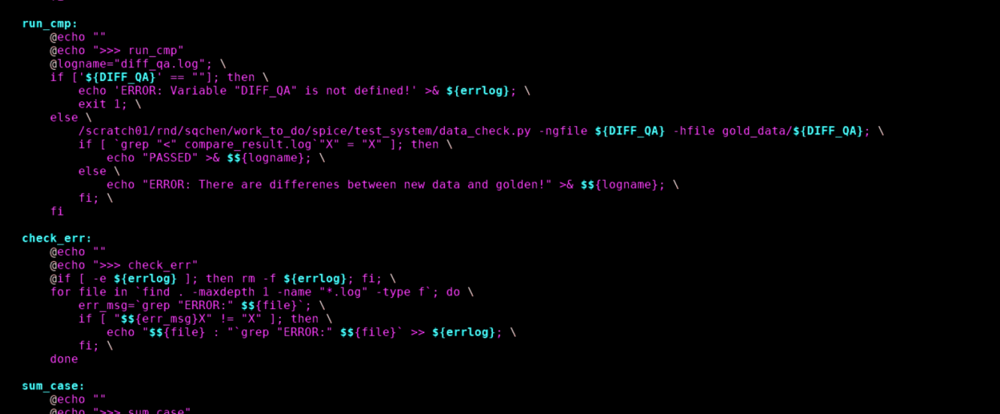 run_cmp:
    @echo ""
    @echo ">>> run_cmp"
    @logname="diff_qa.log"; \
    if ['${DIFF_QA}' == ""]; then \
        echo 'ERROR: Variable "DIFF_QA" is not defined!' >& ${errlog}; \
        exit 1; \
    else \
        /scratch01/rnd/sqchen/work_to_do/spice/test_system/data_check.py -ngfile ${DIFF_QA} -hfile gold_data/${DIFF_QA}; \
        if [ `grep "<" compare_result.log`"X" = "X" ]; then \
            echo "PASSED" >& $${logname}; \
        else \
            echo "ERROR: There are differenes between new data and golden!" >& $${logname}; \
        fi; \
    fi
check_err:
    @echo ""
    @echo ">>> check_err"
    @if [ -e ${errlog} ]; then rm -f ${errlog}; fi; \
    for file in `find . -maxdepth 1 -name "*.log" -type f`; do \
        err_msg=`grep "ERROR:" $${file}`; \
        if [ "$${err_msg}X" != "X" ]; then \
            echo "$${file} : "`grep "ERROR:" $${file}` >> ${errlog}; \
        fi; \
    done
sum_case:
    @echo ""
    @echo ">>> sum_case"